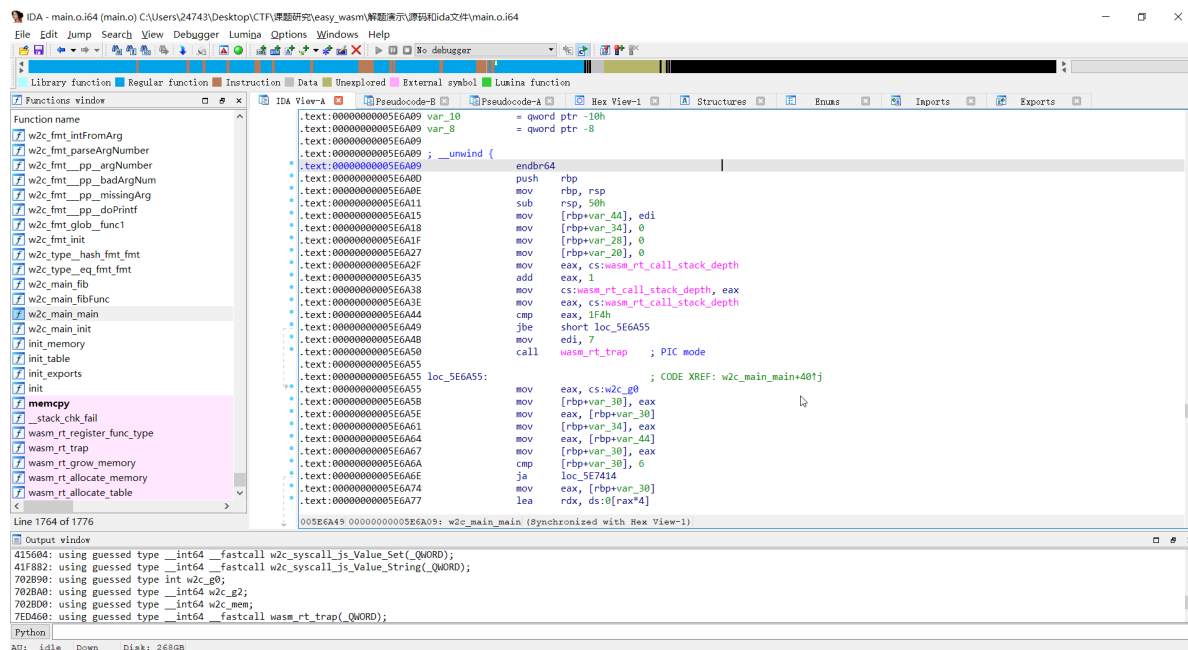 IDA - main.o.i64 (main.o) C:\Users\24743\Desktop\CTF\课题研究\easy_wasm\解题演示\源码和ida文件\main.o.i64
File Edit Jump Search View Debugger Lumina Options Windows Help
No debugger
Library function Regular function Instruction Data Unexplored External symbol Lumina function
Functions window
IDA View-A Pseudocode-B Pseudocode-A Hex View-1 Structures Enums Imports Exports
Function name
w2c_fmt_intFromArg
w2c_fmt_parseArgNumber
w2c_fmt__pp__argNumber
w2c_fmt__pp__badArgNum
w2c_fmt__pp__missingArg
w2c_fmt__pp__doPrintf
w2c_fmt_glob__func1
w2c_fmt_init
w2c_type__hash_fmt_fmt
w2c_type__eq_fmt_fmt
w2c_main_fib
w2c_main_fibFunc
w2c_main_main
w2c_main_init
init_memory
init_table
init_exports
init
memcpy
__stack_chk_fail
wasm_rt_register_func_type
wasm_rt_trap
wasm_rt_grow_memory
wasm_rt_allocate_memory
wasm_rt_allocate_table
Line 1764 of 1776
.text:00000000005E6A09 var_10 = qword ptr -10h
.text:00000000005E6A09 var_8 = qword ptr -8
.text:00000000005E6A09
.text:00000000005E6A09 ; __unwind {
.text:00000000005E6A09 endbr64
.text:00000000005E6A0D push rbp
.text:00000000005E6A0E mov rbp, rsp
.text:00000000005E6A11 sub rsp, 50h
.text:00000000005E6A15 mov [rbp+var_44], edi
.text:00000000005E6A18 mov [rbp+var_34], 0
.text:00000000005E6A1F mov [rbp+var_28], 0
.text:00000000005E6A27 mov [rbp+var_20], 0
.text:00000000005E6A2F mov eax, cs:wasm_rt_call_stack_depth
.text:00000000005E6A35 add eax, 1
.text:00000000005E6A38 mov cs:wasm_rt_call_stack_depth, eax
.text:00000000005E6A3E mov eax, cs:wasm_rt_call_stack_depth
.text:00000000005E6A44 cmp eax, 1F4h
.text:00000000005E6A49 jbe short loc_5E6A55
.text:00000000005E6A4B mov edi, 7
.text:00000000005E6A50 call wasm_rt_trap ; PIC mode
.text:00000000005E6A55
.text:00000000005E6A55 loc_5E6A55: ; CODE XREF: w2c_main_main+40↑j
.text:00000000005E6A55 mov eax, cs:w2c_g0
.text:00000000005E6A5B mov [rbp+var_30], eax
.text:00000000005E6A5E mov eax, [rbp+var_30]
.text:00000000005E6A61 mov [rbp+var_34], eax
.text:00000000005E6A64 mov eax, [rbp+var_44]
.text:00000000005E6A67 mov [rbp+var_30], eax
.text:00000000005E6A6A cmp [rbp+var_30], 6
.text:00000000005E6A6E ja loc_5E7414
.text:00000000005E6A74 mov eax, [rbp+var_30]
.text:00000000005E6A77 lea rdx, ds:0[rax*4]
005E6A49 00000000005E6A09: w2c_main_main (Synchronized with Hex View-1)
Output window
415604: using guessed type __int64 __fastcall w2c_syscall_js_Value_Set(_QWORD);
41F882: using guessed type __int64 __fastcall w2c_syscall_js_Value_String(_QWORD);
702B90: using guessed type int w2c_g0;
702BA0: using guessed type __int64 w2c_g2;
702BD0: using guessed type __int64 w2c_mem;
7ED460: using guessed type __int64 __fastcall wasm_rt_trap(_QWORD);
Python
AU: idle Down Disk: 268GB